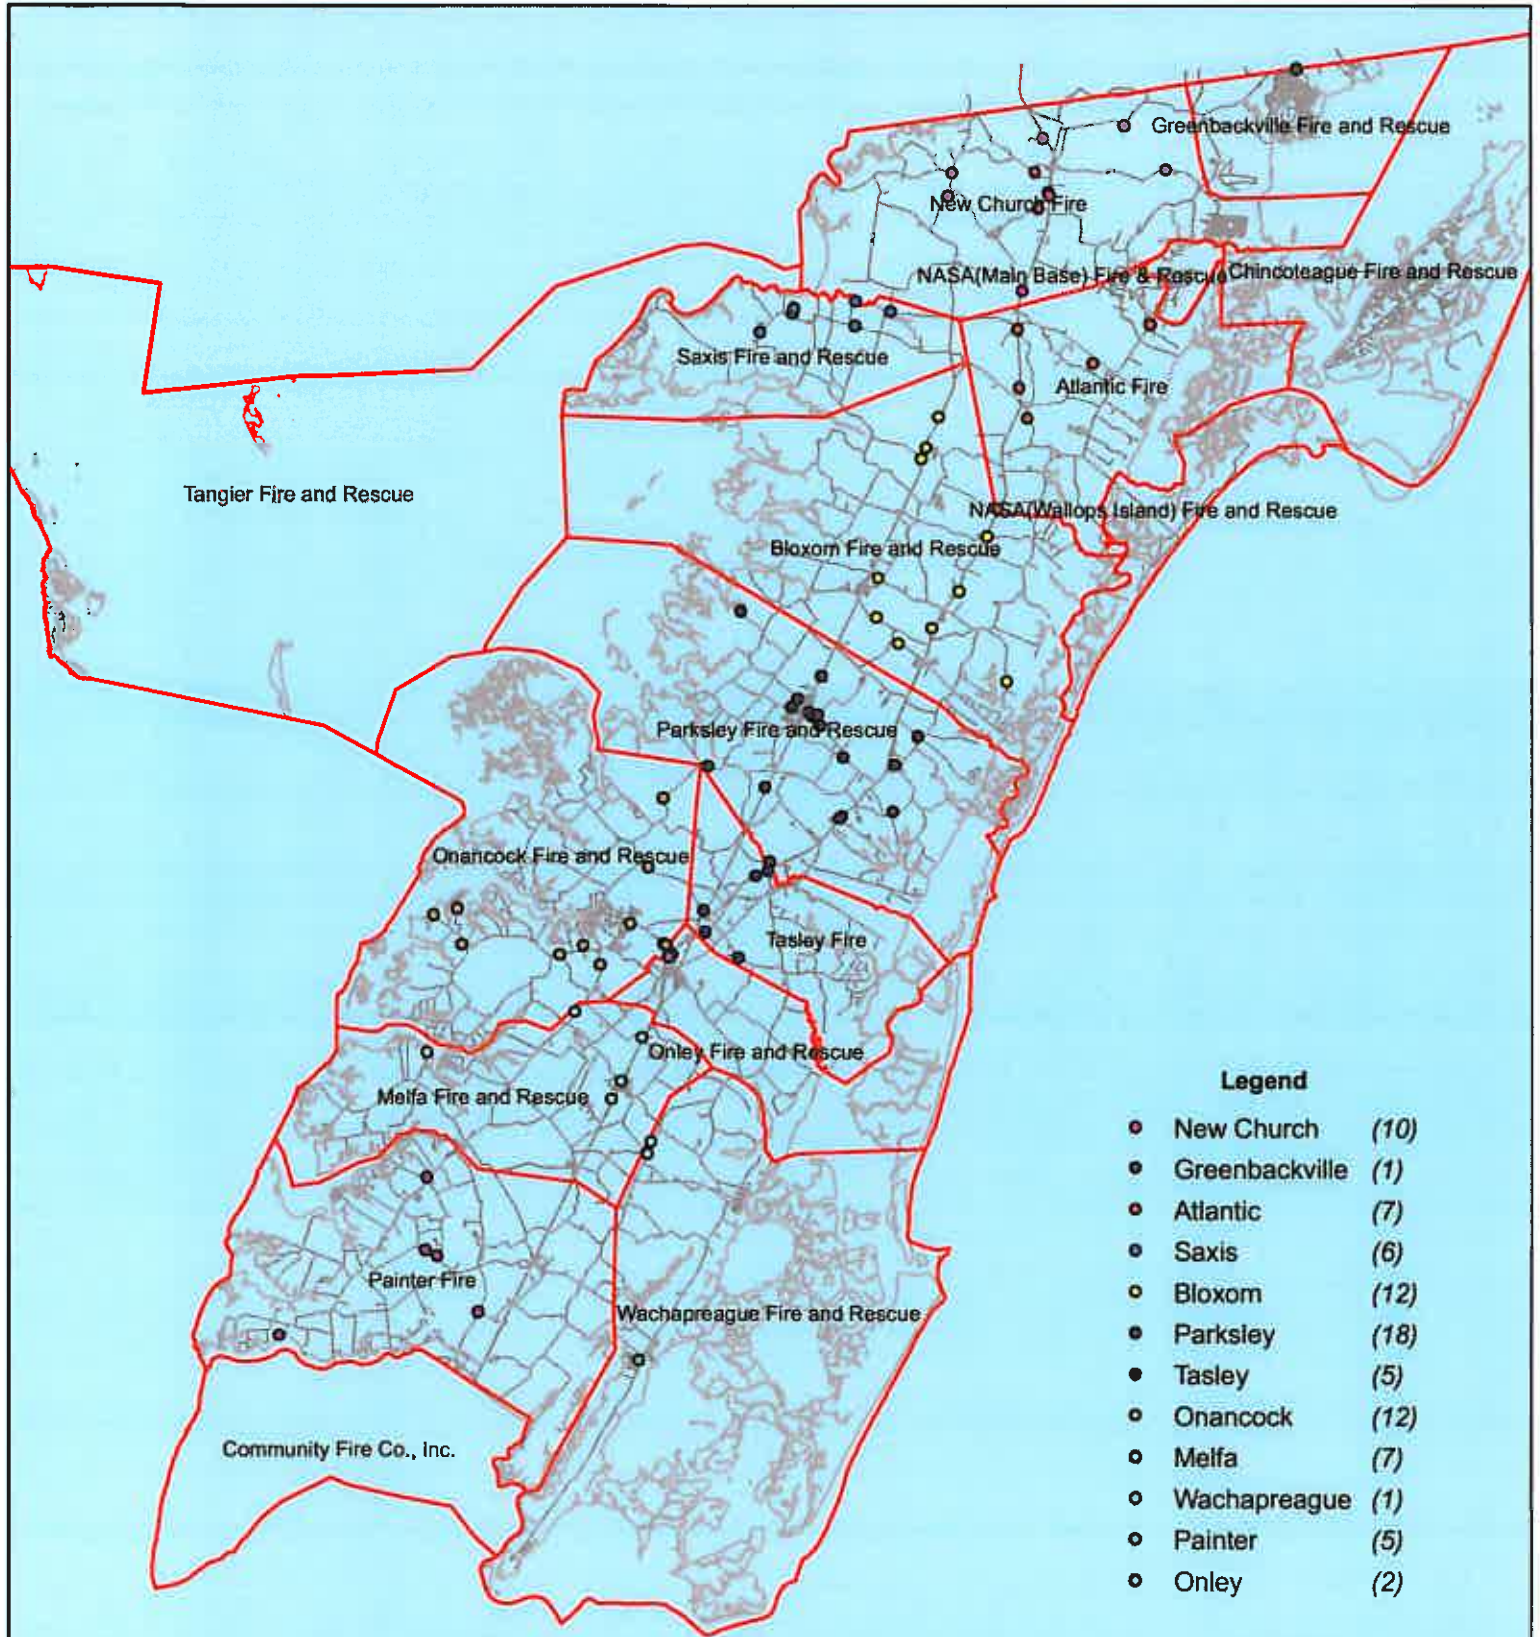 Greenbackville Fire and Rescue
New Church Fire
NASA(Main Base) Fire & Rescue
Chincoteague Fire and Rescue
Saxis Fire and Rescue
Atlantic Fire
Tangier Fire and Rescue
NASA(Wallops Island) Fire and Rescue
Bloxom Fire and Rescue
Parksley Fire and Rescue
Onancock Fire and Rescue
Tasley Fire
Onley Fire and Rescue
Melfa Fire and Rescue
Painter Fire
Wachapreague Fire and Rescue
Community Fire Co., Inc.
Legend
New Church (10)
Greenbackville (1)
Atlantic (7)
Saxis (6)
Bloxom (12)
Parksley (18)
Tasley (5)
Onancock (12)
Melfa (7)
Wachapreague (1)
Painter (5)
Onley (2)